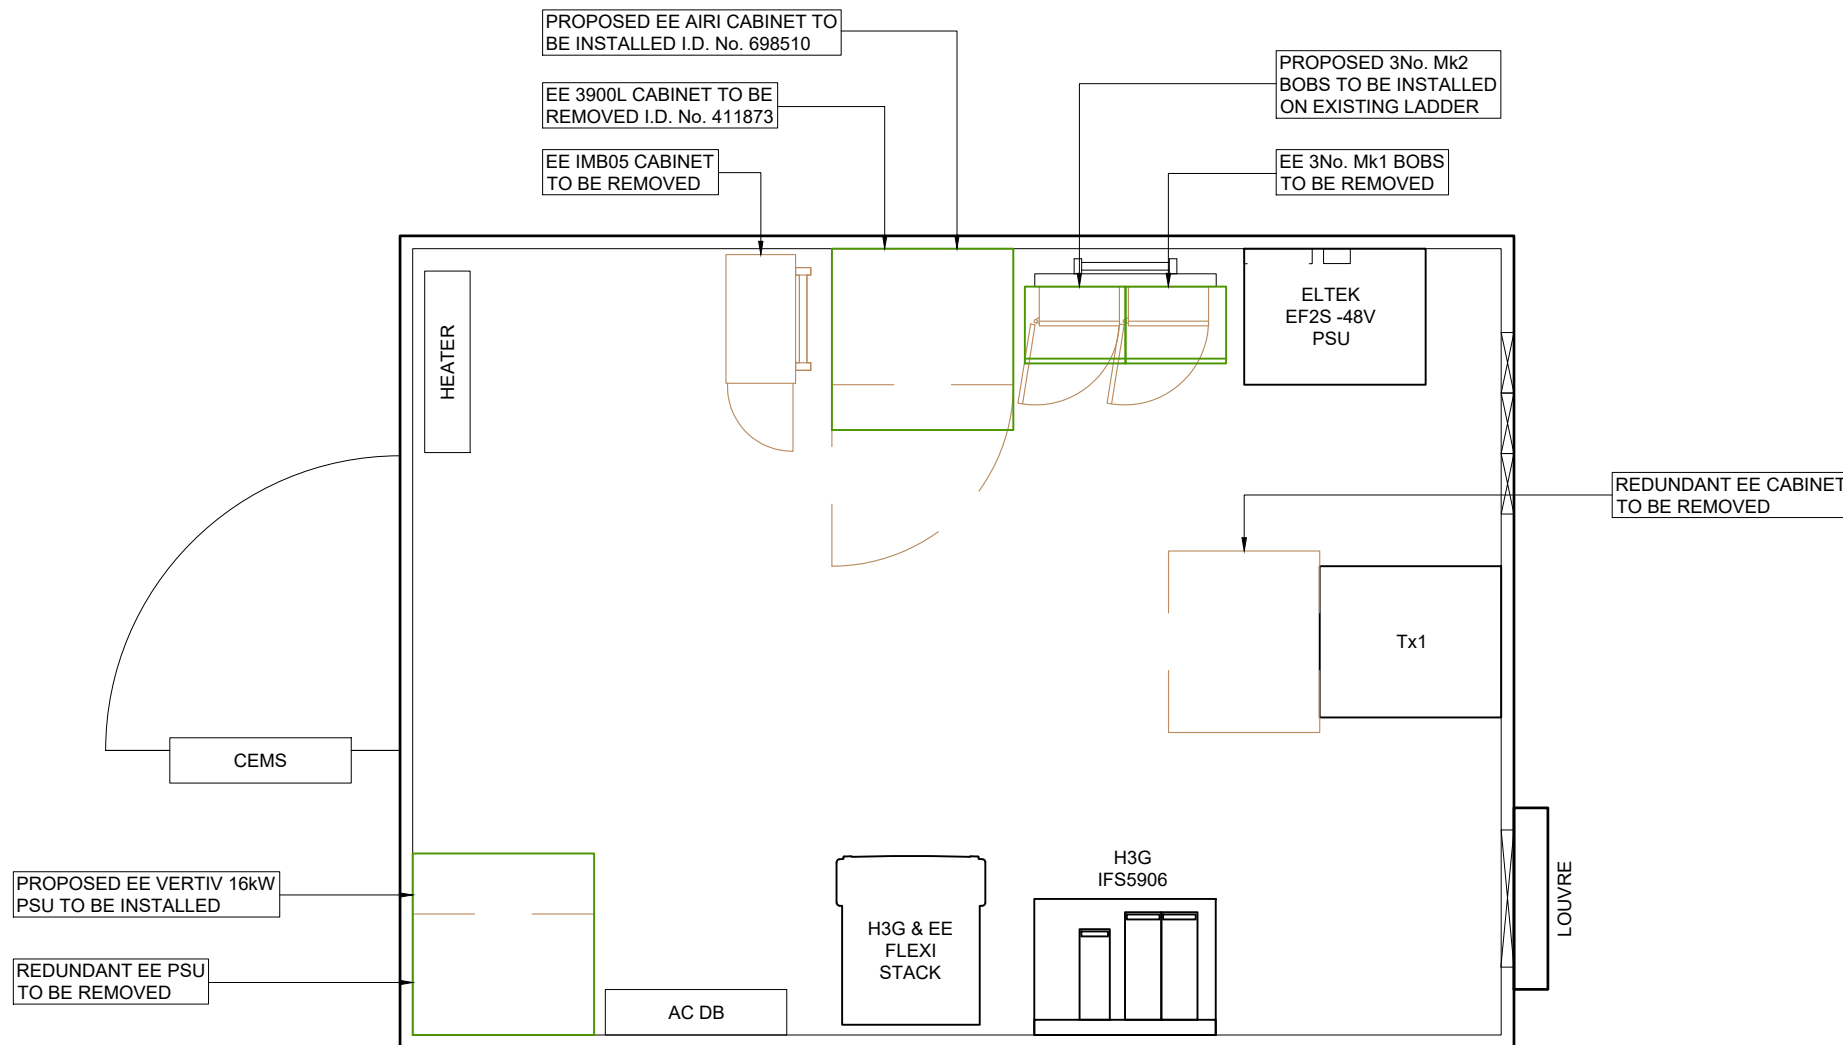 PROPOSED EE AIRI CABINET TO
BE INSTALLED I.D. No. 698510
EE 3900L CABINET TO BE
REMOVED I.D. No. 411873
EE IMB05 CABINET
TO BE REMOVED
PROPOSED 3No. Mk2
BOBS TO BE INSTALLED
ON EXISTING LADDER
EE 3No. Mk1 BOBS
TO BE REMOVED
HEATER
ELTEK
EF2S -48V
PSU
REDUNDANT EE CABINET
TO BE REMOVED
Tx1
CEMS
PROPOSED EE VERTIV 16kW
PSU TO BE INSTALLED
REDUNDANT EE PSU
TO BE REMOVED
AC DB
H3G & EE
FLEXI
STACK
H3G
IFS5906
LOUVRE